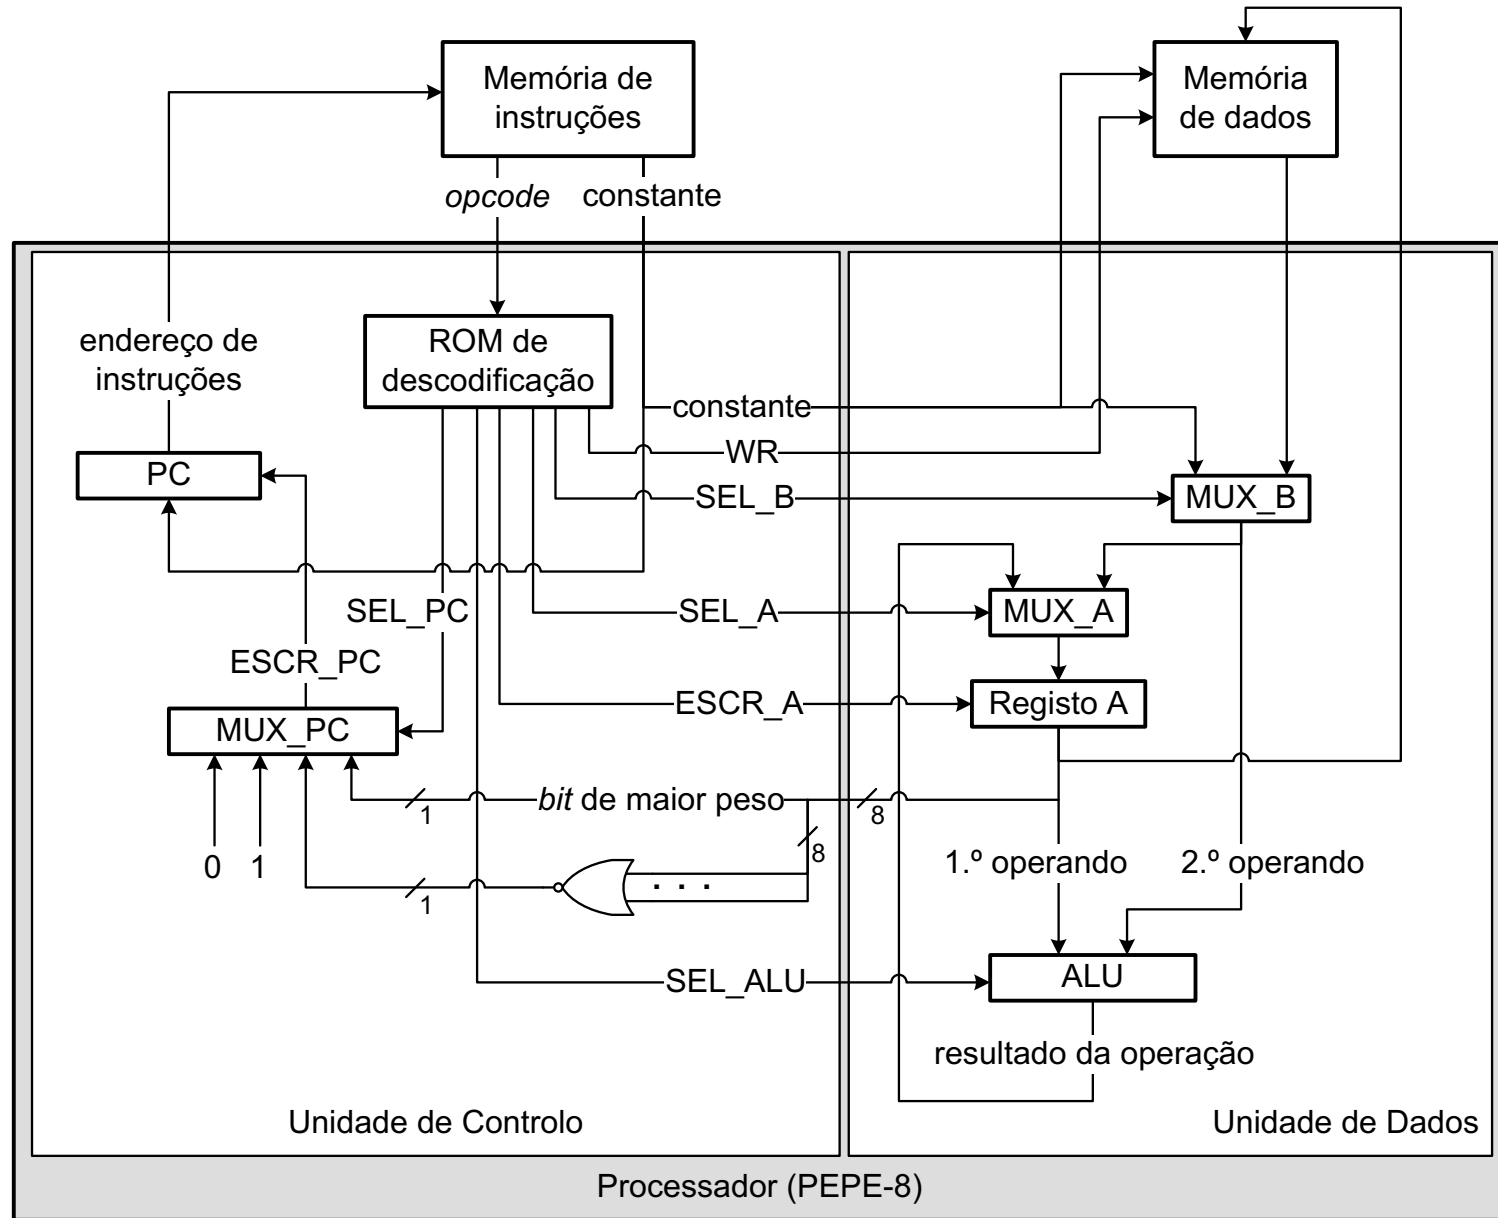 Memória de
instruções
Memória
de dados
opcode
constante
ROM de
descodificação
endereço de
instruções
constante
WR
PC
SEL_B
MUX_B
SEL_PC
SEL_A
MUX_A
ESCR_PC
ESCR_A
Registo A
MUX_PC
bit de maior peso
1
8
8
0
1
1
1.º operando
2.º operando
. . .
SEL_ALU
ALU
resultado da operação
Unidade de Controlo
Unidade de Dados
Processador (PEPE-8)